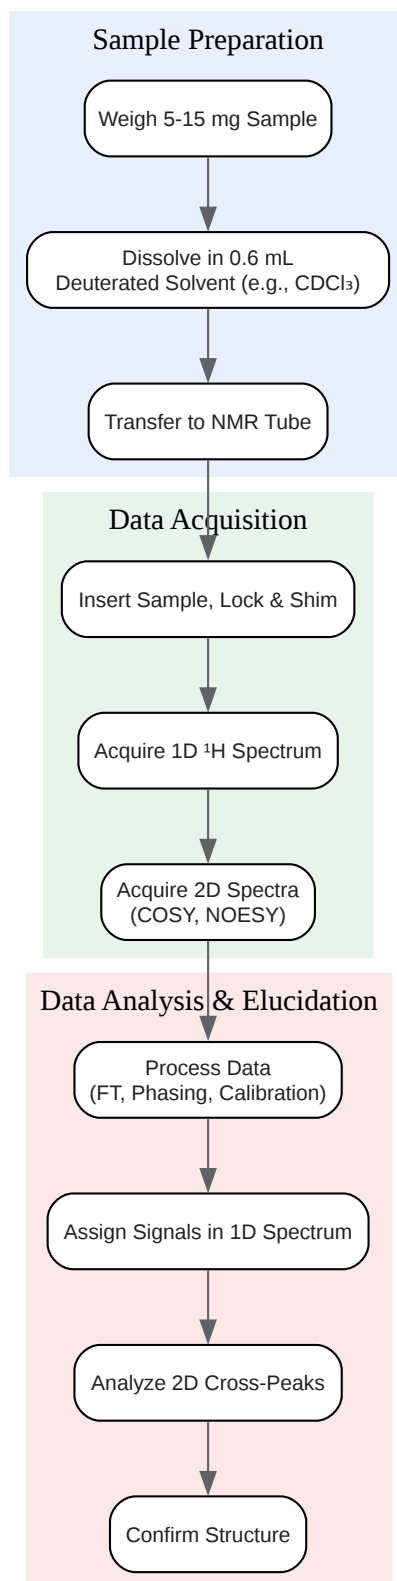 Sample Preparation
Weigh 5-15 mg Sample
Dissolve in 0.6 mL
Deuterated Solvent (e.g., CDCl₃)
Transfer to NMR Tube
Data Acquisition
Insert Sample, Lock & Shim
Acquire 1D ¹H Spectrum
Acquire 2D Spectra
(COSY, NOESY)
Data Analysis & Elucidation
Process Data
(FT, Phasing, Calibration)
Assign Signals in 1D Spectrum
Analyze 2D Cross-Peaks
Confirm Structure